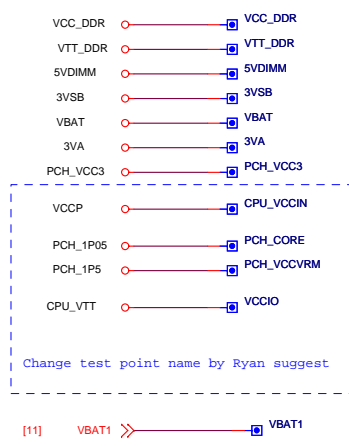 VCC_DDR VCC_DDR
VTT_DDR VTT_DDR
5VDIMM 5VDIMM
3VSB 3VSB
VBAT VBAT
3VA 3VA
PCH_VCC3 PCH_VCC3
VCCP CPU_VCCIN
PCH_1P05 PCH_CORE
PCH_1P5 PCH_VCCVRM
CPU_VTT VCCIO
Change test point name by Ryan suggest
[11] VBAT1 VBAT1